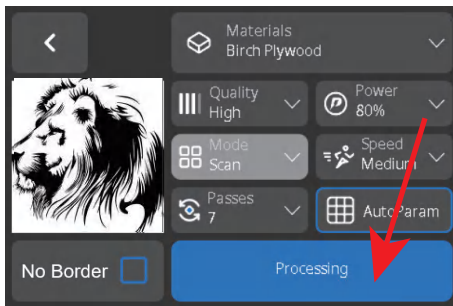 Materials
Birch Plywood
Quality
High
Power
80%
Mode
Scan
Speed
Medium
Passes
7
AutoParam
No Border
Processing